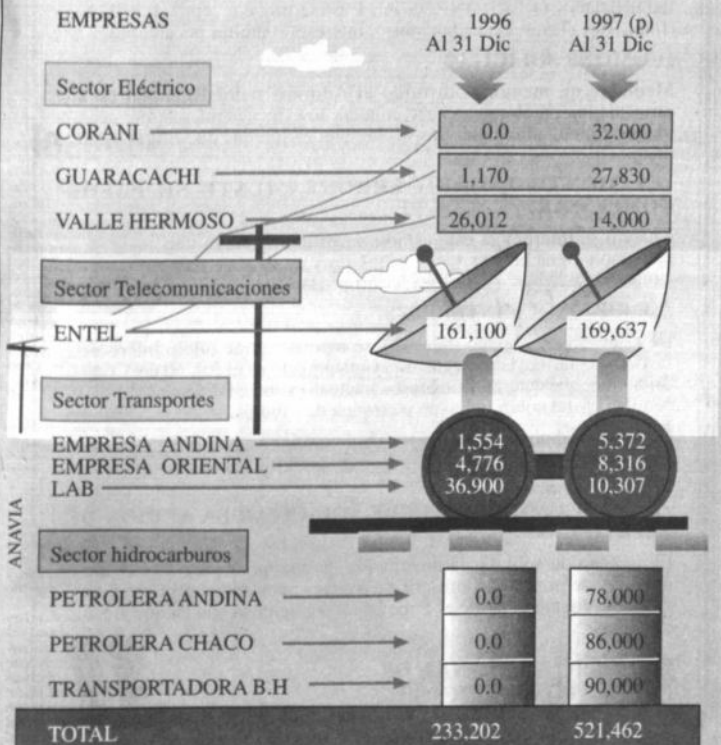 EMPRESAS 1996 1997 (p)
Al 31 Dic Al 31 Dic
Sector Eléctrico
CORANI 0.0 32.000
GUARACACHI 1,170 27,830
VALLE HERMOSO 26,012 14,000
Sector Telecomunicaciones
ENTEL 161,100 169,637
Sector Transportes
EMPRESA ANDINA 1,554 5.372
EMPRESA ORIENTAL 4,776 8,316
LAB 36,900 10,307
ANAVIA
Sector hidrocarburos
PETROLERA ANDINA 0.0 78,000
PETROLERA CHACO 0.0 86,000
TRANSPORTADORA B.H 0.0 90,000
TOTAL 233,202 521,462